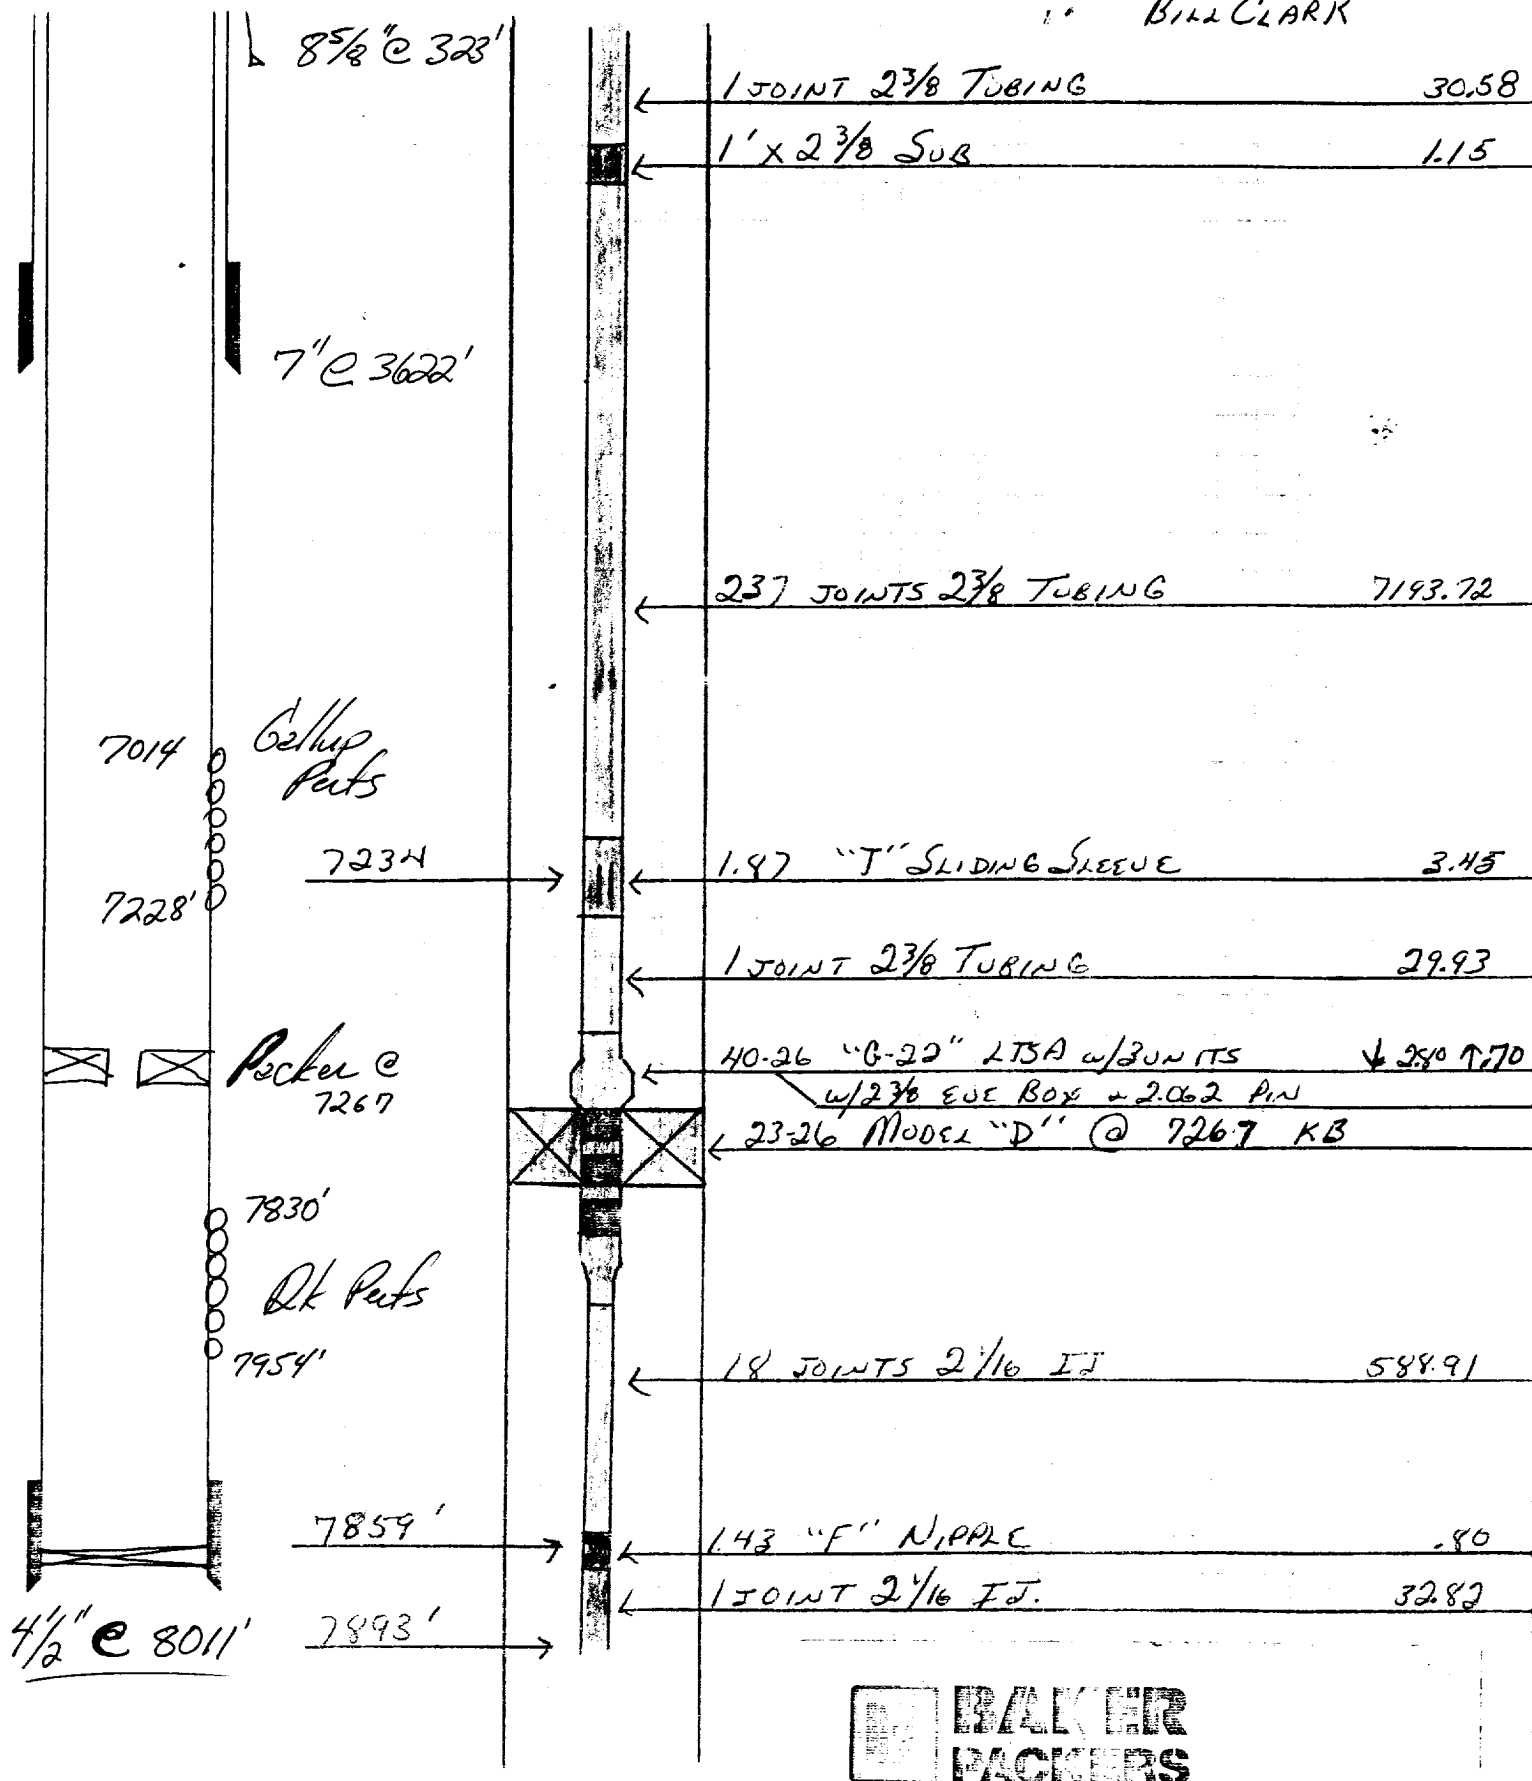 BILL CLARK
8 5/8" @ 323'
1 JOINT 2 3/8 TUBING 30.58
1' X 2 3/8 SUB 1.15
7" @ 3622'
237 JOINTS 2 3/8 TUBING 7193.72
7014 Gallup
Perfs
7234 1.87 "J" SLIDING SLEEVE 3.45
7228'
1 JOINT 2 3/8 TUBING 29.93
Packer @
7267
40-26 "G-22" LTSA w/3 UNITS ↓ 2.80 ↑ .70
w/2 3/8 EUE BOX 2.062 PIN
23-26 MODEL "D" @ 7267 KB
7830'
DK Perfs
7954'
18 JOINTS 2 1/16 IJ 588.91
7859' 1.43 "F" NIPPLE .80
1 JOINT 2 1/16 IJ. 32.82
4 1/2" @ 8011' 7893'
BAKER
PACKERS